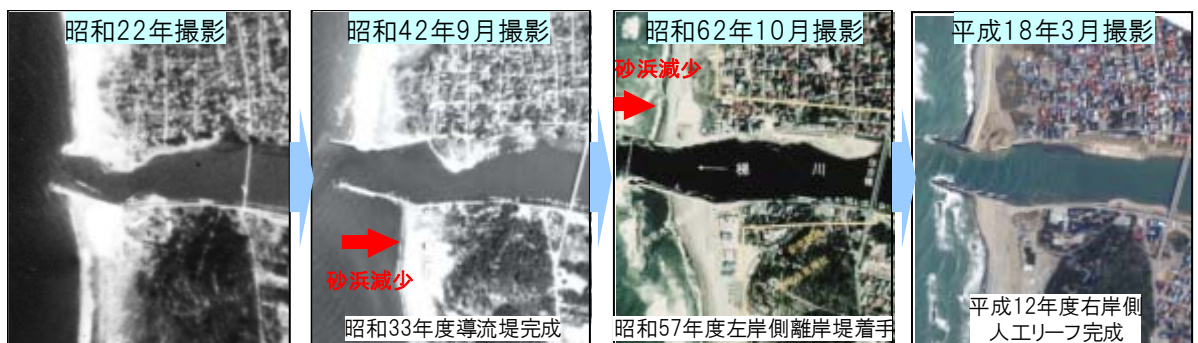 昭和22年撮影
昭和42年9月撮影
砂浜減少
昭和33年度導流堤完成
昭和62年10月撮影
砂浜減少
川
昭和57年度左岸側離岸堤着手
平成18年3月撮影
平成12年度右岸側
人工リーフ完成